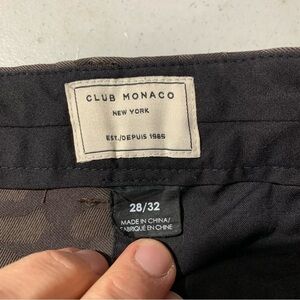 CLUB MONACO
NEW YORK
EST./DEPUIS 1985
28/32
MADE IN CHINA/
FABRIQUÉ EN CHINE